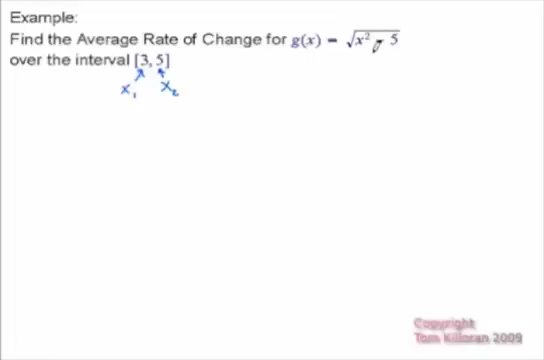 Example:
Find the Average Rate of Change for g(x) = √x² - 5
over the interval [3, 5]
x₁ x₂
Copyright
Tom Killoran 2009